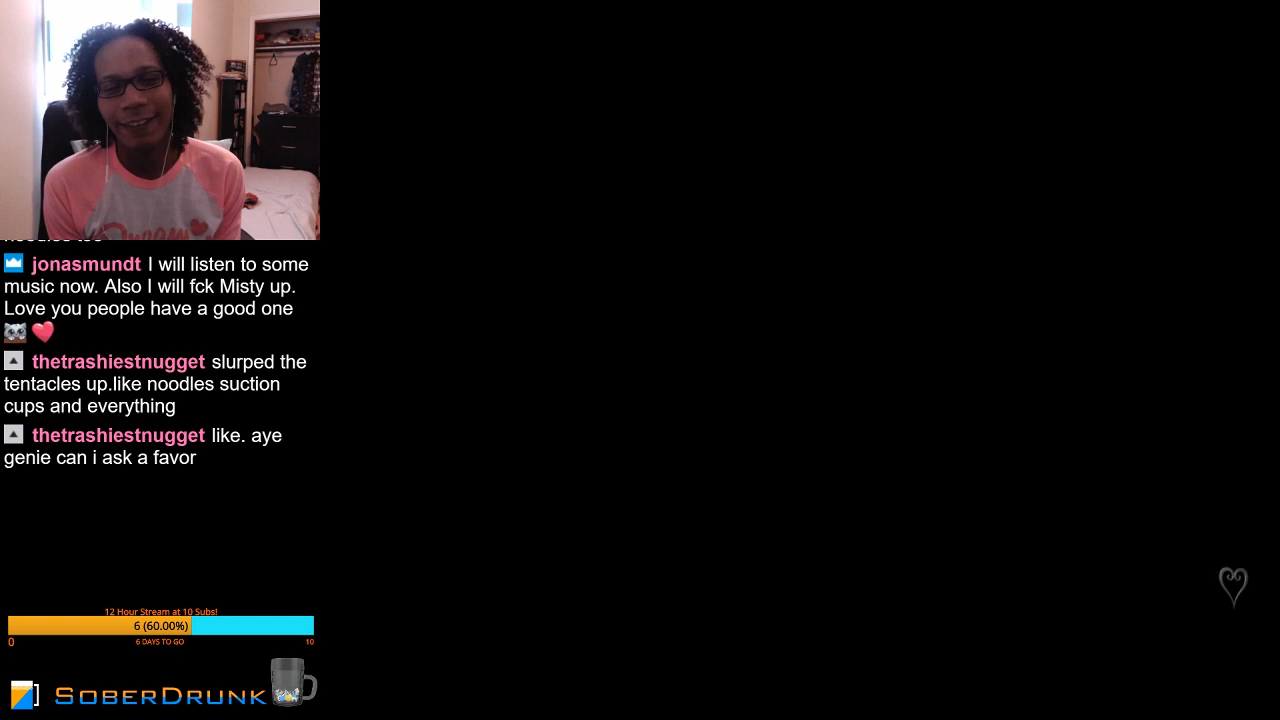 Dream
jonasmundt I will listen to some
music now. Also I will fck Misty up.
Love you people have a good one
thetrashiestnugget slurped the
tentacles up.like noodles suction
cups and everything
thetrashiestnugget like. aye
genie can i ask a favor
12 Hour Stream at 10 Subs!
6 (60.00%)
0 6 DAYS TO GO 10
SOBERDRUNK